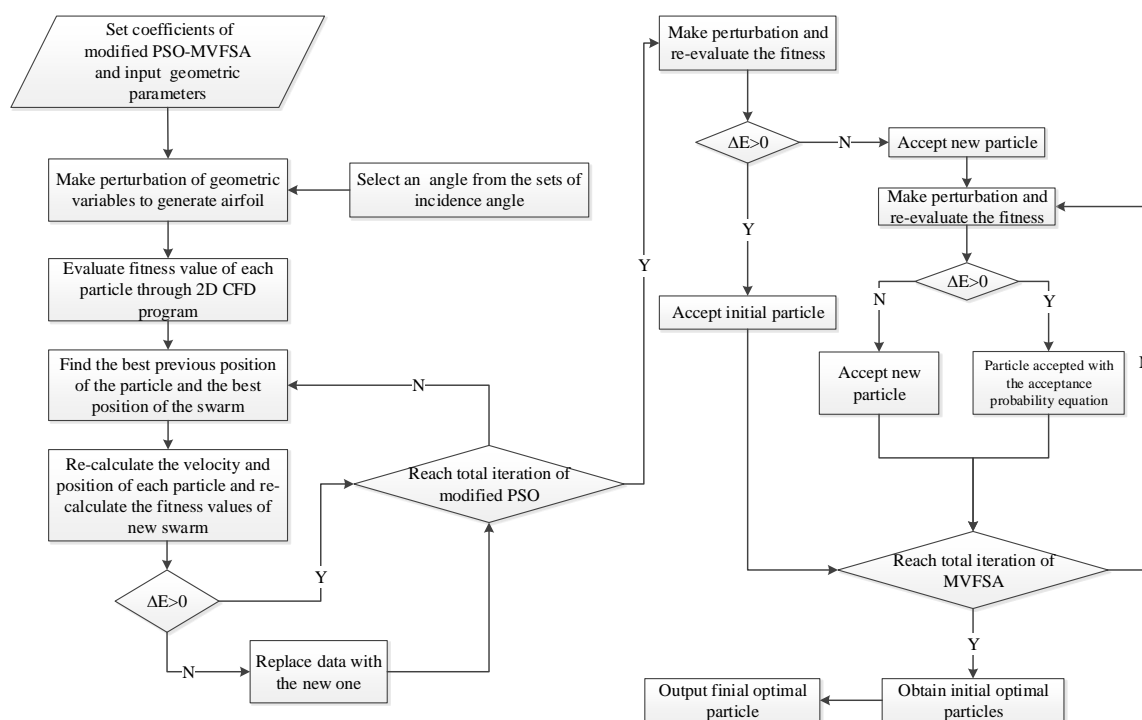 Set coefficients of
modified PSO-MVFSA
and input geometric
parameters
Make perturbation of geometric
variables to generate airfoil
Select an angle from the sets of
incidence angle
Evaluate fitness value of each
particle through 2D CFD
program
Find the best previous position
of the particle and the best
position of the swarm
N
Re-calculate the velocity and
position of each particle and re-
calculate the fitness values of
new swarm
Reach total iteration of
modified PSO
Y
ΔE>0
Y
N
Replace data with
the new one
Make perturbation and
re-evaluate the fitness
ΔE>0
N
Accept new particle
Y
Make perturbation and
re-evaluate the fitness
Accept initial particle
ΔE>0
N
Y
Accept new
particle
Particle accepted with
the acceptance
probability equation
Reach total iteration of
MVFSA
Y
Obtain initial optimal
particles
Output finial optimal
particle